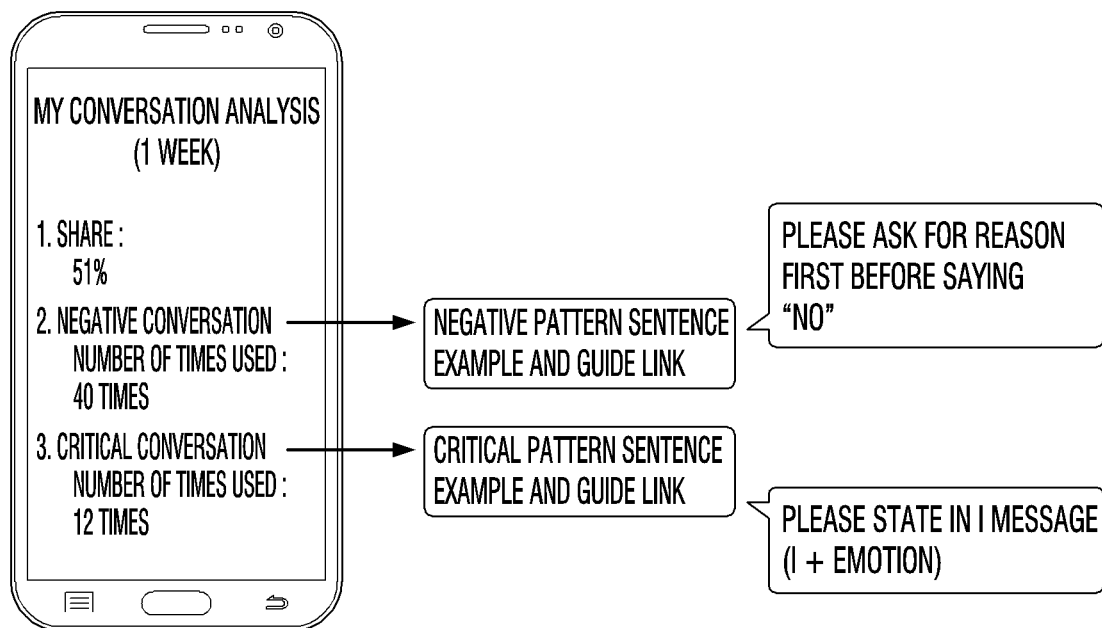 MY CONVERSATION ANALYSIS
(1 WEEK)
1. SHARE :
51%
2. NEGATIVE CONVERSATION
NUMBER OF TIMES USED :
40 TIMES
3. CRITICAL CONVERSATION
NUMBER OF TIMES USED :
12 TIMES
NEGATIVE PATTERN SENTENCE
EXAMPLE AND GUIDE LINK
CRITICAL PATTERN SENTENCE
EXAMPLE AND GUIDE LINK
PLEASE ASK FOR REASON
FIRST BEFORE SAYING
“NO”
PLEASE STATE IN I MESSAGE
(I + EMOTION)